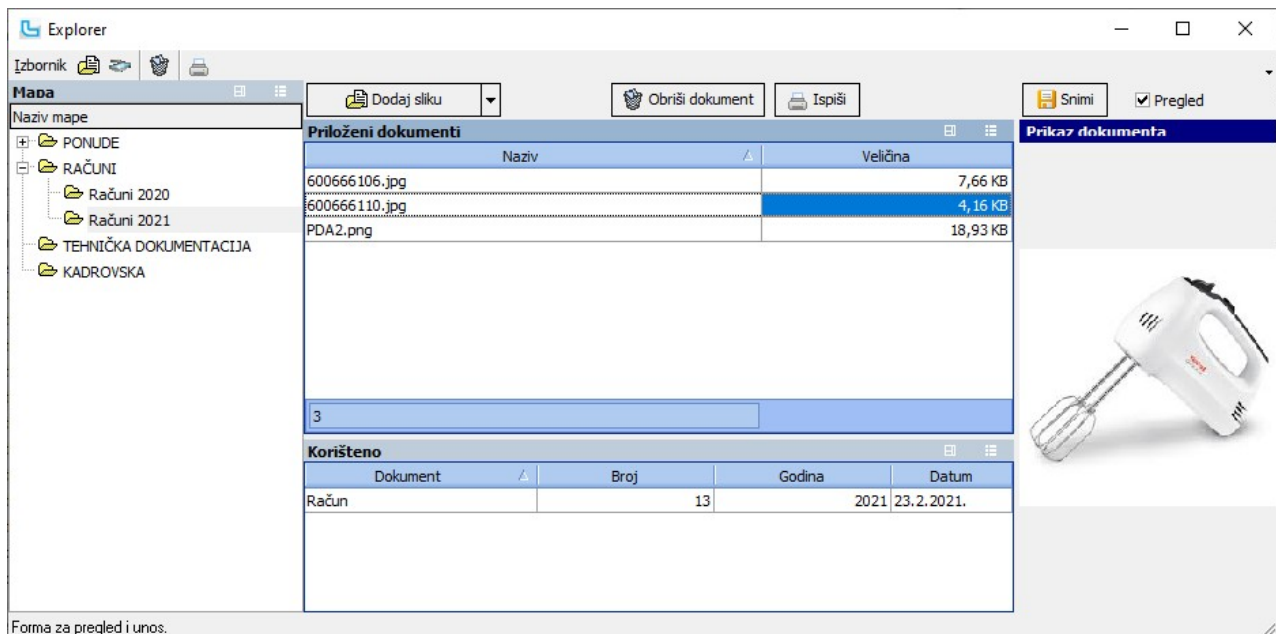 Explorer
Izbornik
Mapa
Naziv mape
PONUDE
RAČUNI
Računi 2020
Računi 2021
TEHNIČKA DOKUMENTACIJA
KADROVSKA
Dodaj sliku Obriši dokument Ispiši
Priloženi dokumenti
Naziv Veličina
600666106.jpg 7,66 KB
600666110.jpg 4,16 KB
PDA2.png 18,93 KB
3
Korišteno
Dokument Broj Godina Datum
Račun 13 2021 23.2.2021.
Snimi Pregled
Prikaz dokumenta
Forma za pregled i unos.